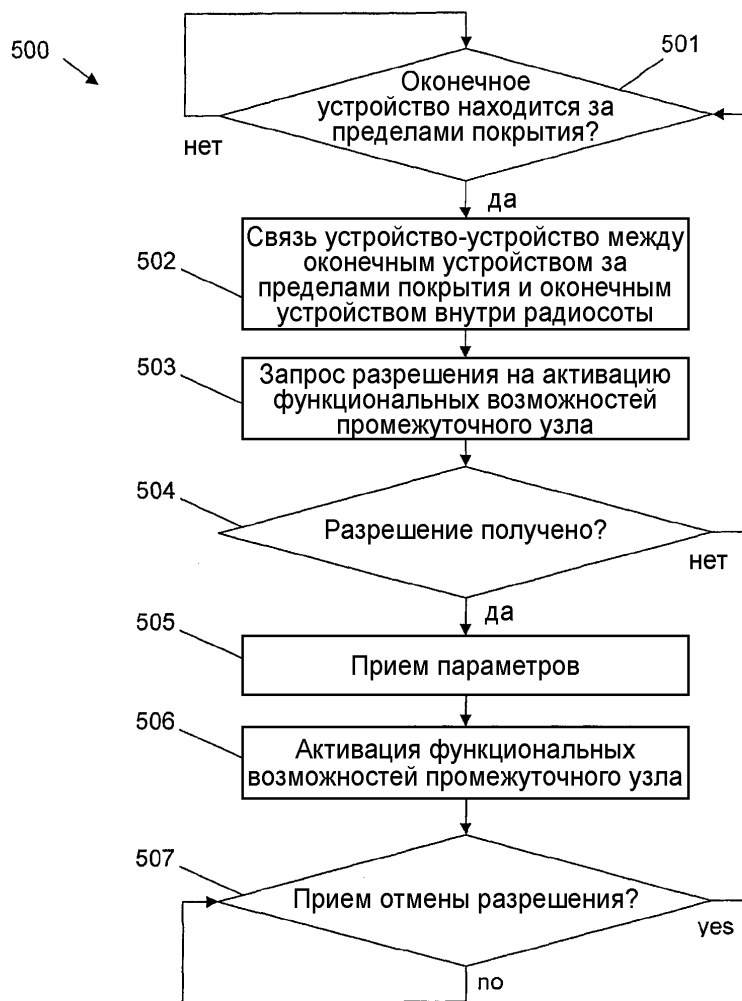 500
501
Оконечное
устройство находится за
пределами покрытия?
нет
да
502
Связь устройство-устройство между
оконечным устройством за
пределами покрытия и оконечным
устройством внутри радиосоты
503
Запрос разрешения на активацию
функциональных возможностей
промежуточного узла
504
Разрешение получено?
нет
да
505
Прием параметров
506
Активация функциональных
возможностей промежуточного узла
507
Прием отмены разрешения?
yes
no